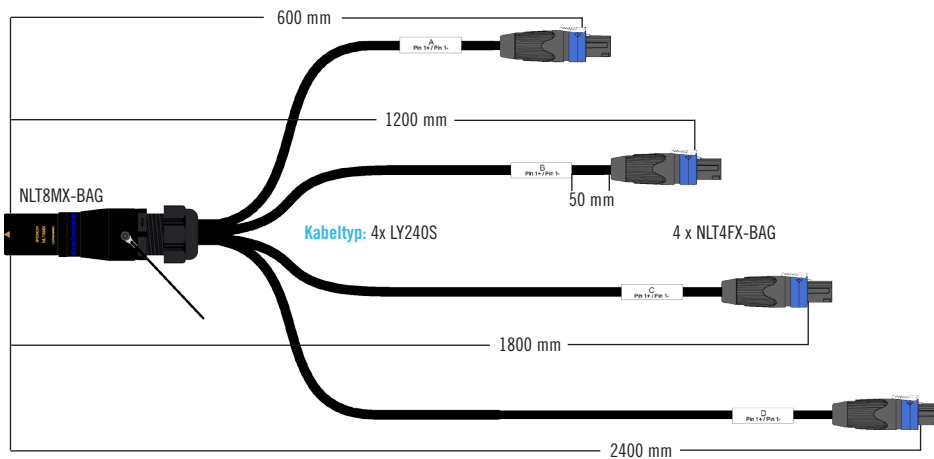 600 mm
A
Pin 1+ / Pin 1-
1200 mm
B
Pin 1+ / Pin 1-
50 mm
NLT8MX-BAG
Kabeltyp: 4x LY240S
4 x NLT4FX-BAG
C
Pin 1+ / Pin 1-
1800 mm
D
Pin 1+ / Pin 1-
2400 mm